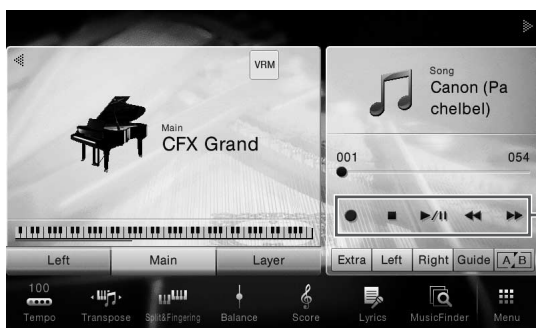 VRM
Main
CFX Grand
Song
Canon (Pa
chelbel)
001
054
Left
Main
Layer
Extra
Left
Right
Guide
A/B
100
Tempo
Transpose
Split&Fingering
Balance
Score
Lyrics
MusicFinder
Menu